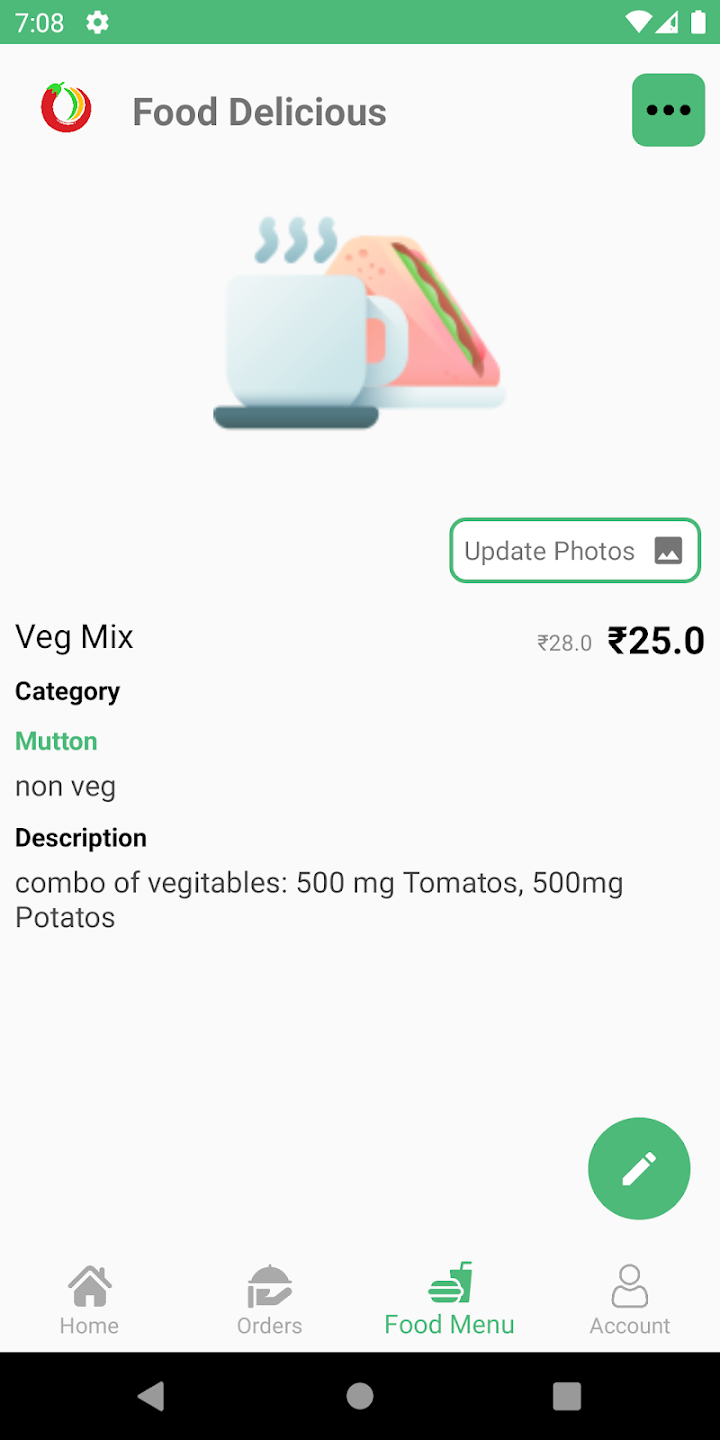 7:08
Food Delicious
Update Photos
Veg Mix
₹28.0 ₹25.0
Category
Mutton
non veg
Description
combo of vegitables: 500 mg Tomatos, 500mg
Potatos
Home
Orders
Food Menu
Account